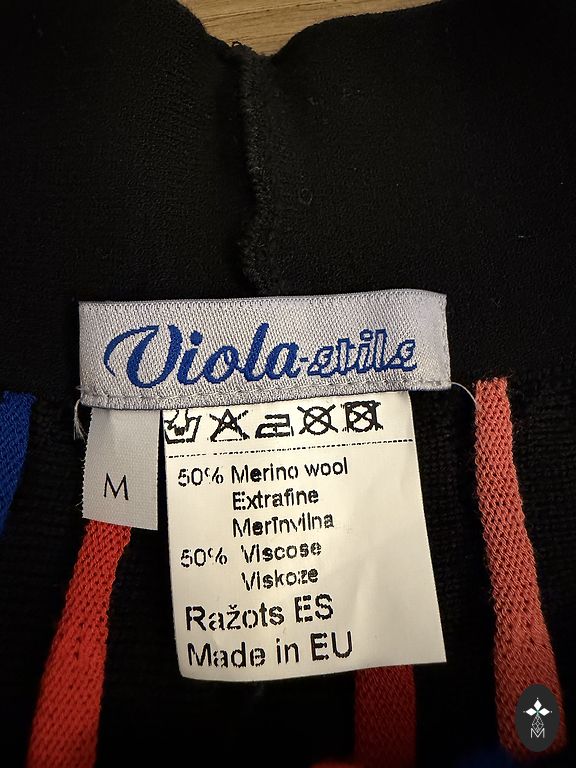 Viola-stils
M
50% Merino wool
Extrafine
Merīnvilna
50% Viscose
Viskoze
Ražots ES
Made in EU
M